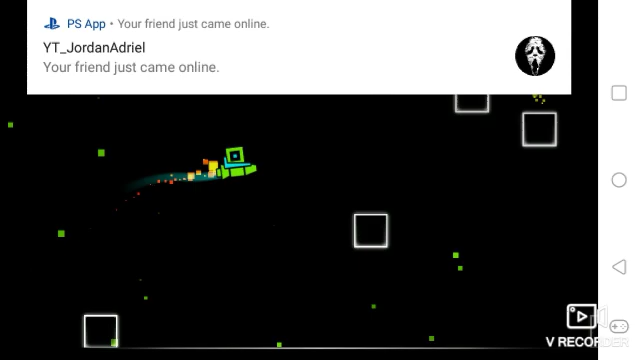 PS App • Your friend just came online.
YT_JordanAdriel
Your friend just came online.
V RECORDER